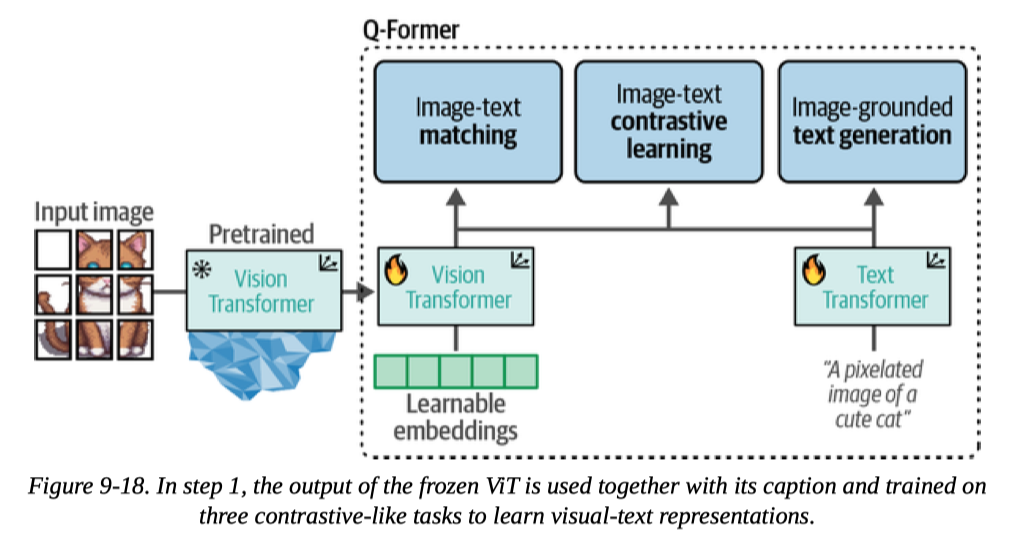 Q-Former
Image-text
matching
Image-text
contrastive
learning
Image-grounded
text generation
Input image
Pretrained
Vision
Transformer
Vision
Transformer
Text
Transformer
Learnable
embeddings
"A pixelated
image of a
cute cat"
Figure 9-18. In step 1, the output of the frozen ViT is used together with its caption and trained on
three contrastive-like tasks to learn visual-text representations.